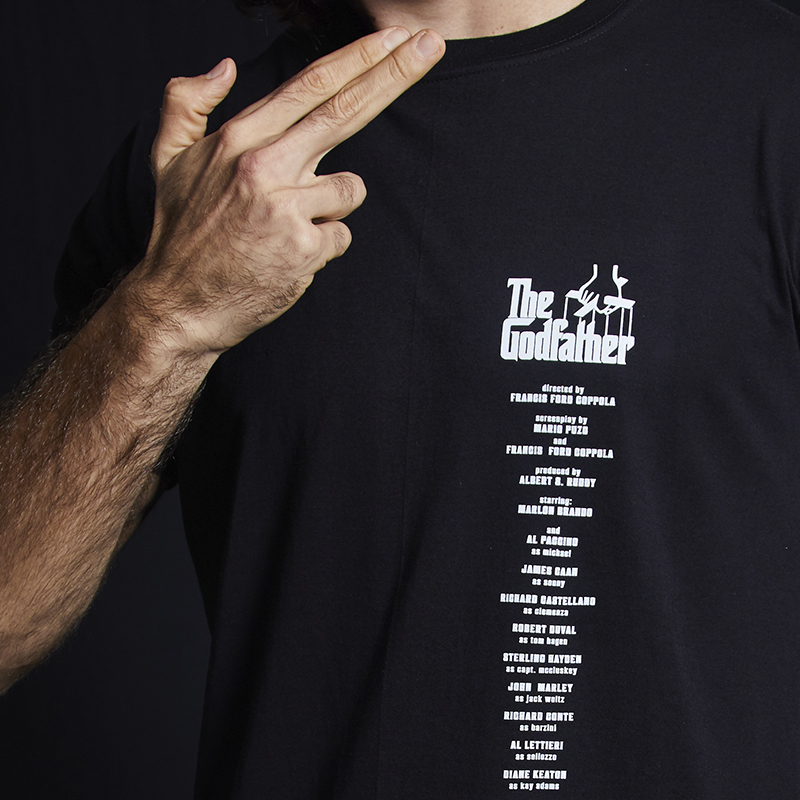 The
Godfather
directed by
FRANCIS FORD COPPOLA
screenplay by
MARIO PUZO
and
FRANCIS FORD COPPOLA
produced by
ALBERT S. RUDDY
starring:
MARLON BRANDO
and
AL PACCINO
as michael
JAMES CAAN
as sonny
RICHARD CASTELLANO
as clemenza
ROBERT DUVAL
as tom hagen
STERLING HAYDEN
as capt. mccluskey
JOHN MARLEY
as jack woltz
RICHARD CONTE
as barzini
AL LETTIERI
as sollozzo
DIANE KEATON
as kay adams